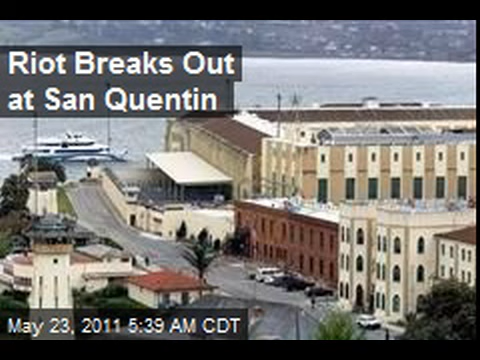 Riot Breaks Out
at San Quentin
May 23, 2011 5:39 AM CDT